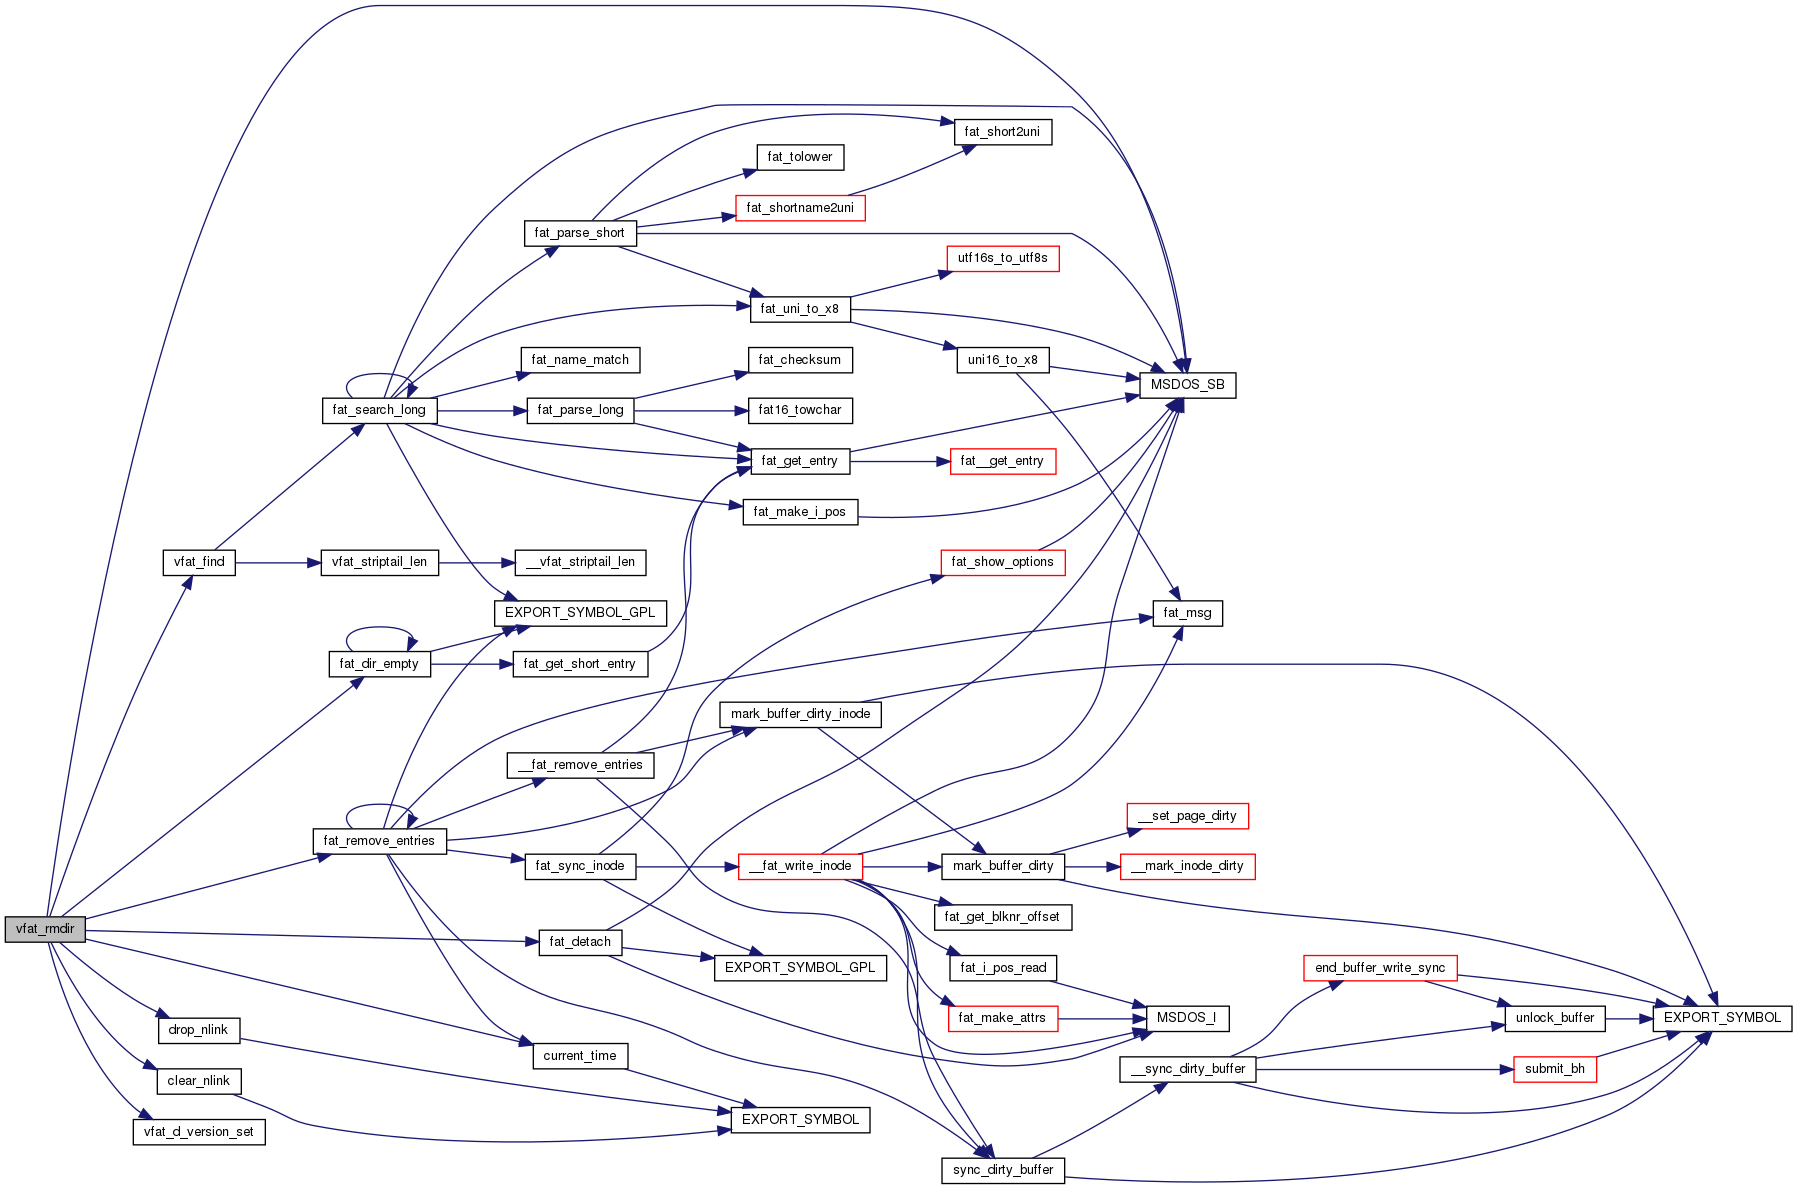 fat_short2uni
fat_tolower
fat_shortname2uni
fat_parse_short
utf16s_to_utf8s
fat_uni_to_x8
fat_name_match
fat_checksum
uni16_to_x8
MSDOS_SB
fat_search_long
fat_parse_long
fat16_towchar
fat_get_entry
fat__get_entry
fat_make_i_pos
vfat_find
vfat_striptail_len
__vfat_striptail_len
fat_show_options
EXPORT_SYMBOL_GPL
fat_msg
fat_dir_empty
fat_get_short_entry
mark_buffer_dirty_inode
__fat_remove_entries
__set_page_dirty
fat_remove_entries
fat_sync_inode
__fat_write_inode
mark_buffer_dirty
__mark_inode_dirty
fat_get_blknr_offset
vfat_rmdir
fat_detach
EXPORT_SYMBOL_GPL
fat_i_pos_read
end_buffer_write_sync
drop_nlink
fat_make_attrs
MSDOS_I
unlock_buffer
EXPORT_SYMBOL
current_time
__sync_dirty_buffer
submit_bh
clear_nlink
EXPORT_SYMBOL
vfat_d_version_set
sync_dirty_buffer